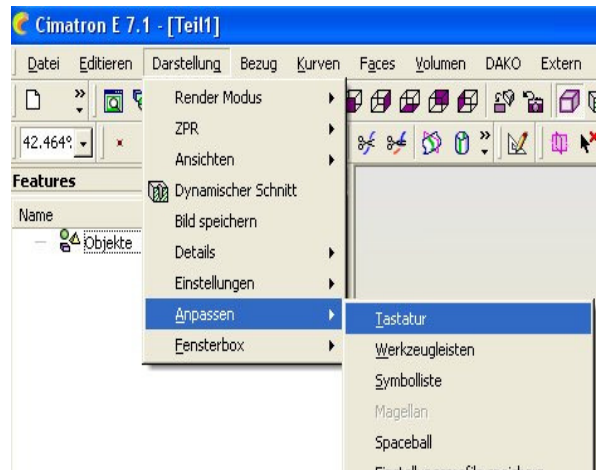 Cimatron E 7.1 - [Teil1]
Datei Editieren Darstellung Bezug Kurven Faces Volumen DAKO Extern
42.464°
Features
Name
Objekte
Render Modus
ZPR
Ansichten
Dynamischer Schnitt
Bild speichern
Details
Einstellungen
Anpassen
Fensterbox
Tastatur
Werkzeugleisten
Symbolliste
Magellan
Spaceball